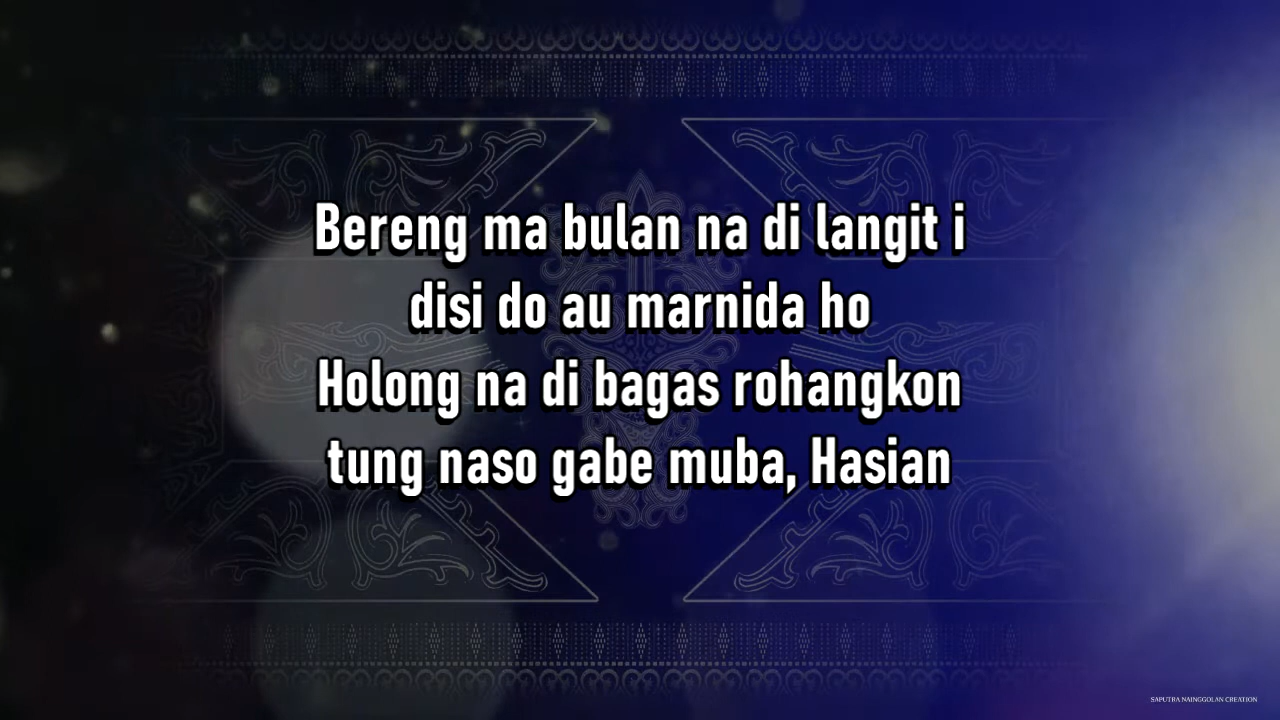 Bereng ma bulan na di langit i
disi do au marnida ho
Holong na di bagas rohangkon
tung naso gabe muba, Hasian
SAPUTRA NAINGGOLAN CREATION